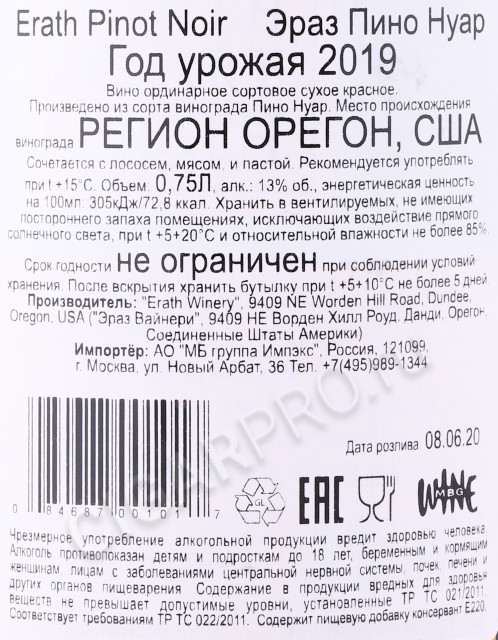 Erath Pinot Noir Эраз Пино Нуар
Год урожая 2019
Вино ординарное сортовое сухое красное.
Произведено из сорта винограда Пино Нуар. Место происхождения
винограда РЕГИОН ОРЕГОН, США
Сочетается с лососем, мясом, и пастой. Рекомендуется употреблять
при t +15°C. Объем: 0,75Л, алк.: 13% об., энергетическая ценность
на 100мл: 305кДж/72,8 ккал. Хранить в вентилируемых, не имеющих
постороннего запаха помещениях, исключающих воздействие прямого
солнечного света, при t +5+20°C и относительной влажности не более 85%.
Срок годности не ограничен при соблюдении условий
хранения. После вскрытия хранить бутылку при t +5+10°C не более 5 дней.
Производитель: "Erath Winery", 9409 NE Worden Hill Road, Dundee,
Oregon, USA ("Эраз Вайнери", 9409 НЕ Ворден Хилл Роуд, Данди, Орегон,
Соединенные Штаты Америки)
Импортёр: АО "МБ группа Импэкс", Россия, 121099,
г. Москва, ул. Новый Арбат, 36 Тел. +7(495)989-1344
Дата розлива 08.06.20
0 84687 00101 7
GL
EAC
WINE
MBG
CIGARPRO.RU
Чрезмерное употребление алкогольной продукции вредит здоровью человека.
Алкоголь противопоказан детям и подросткам до 18 лет, беременным и кормящим
женщинам, лицам с заболеваниями центральной нервной системы, почек, печени и
других органов пищеварения. Содержание в продукции вредных для здоровья
веществ не превышает допустимые уровни, установленные ТР ТС 021/2011.
Соответствует требованиям ТР ТС 022/2011. Содержит пищевую добавку консервант Е220.